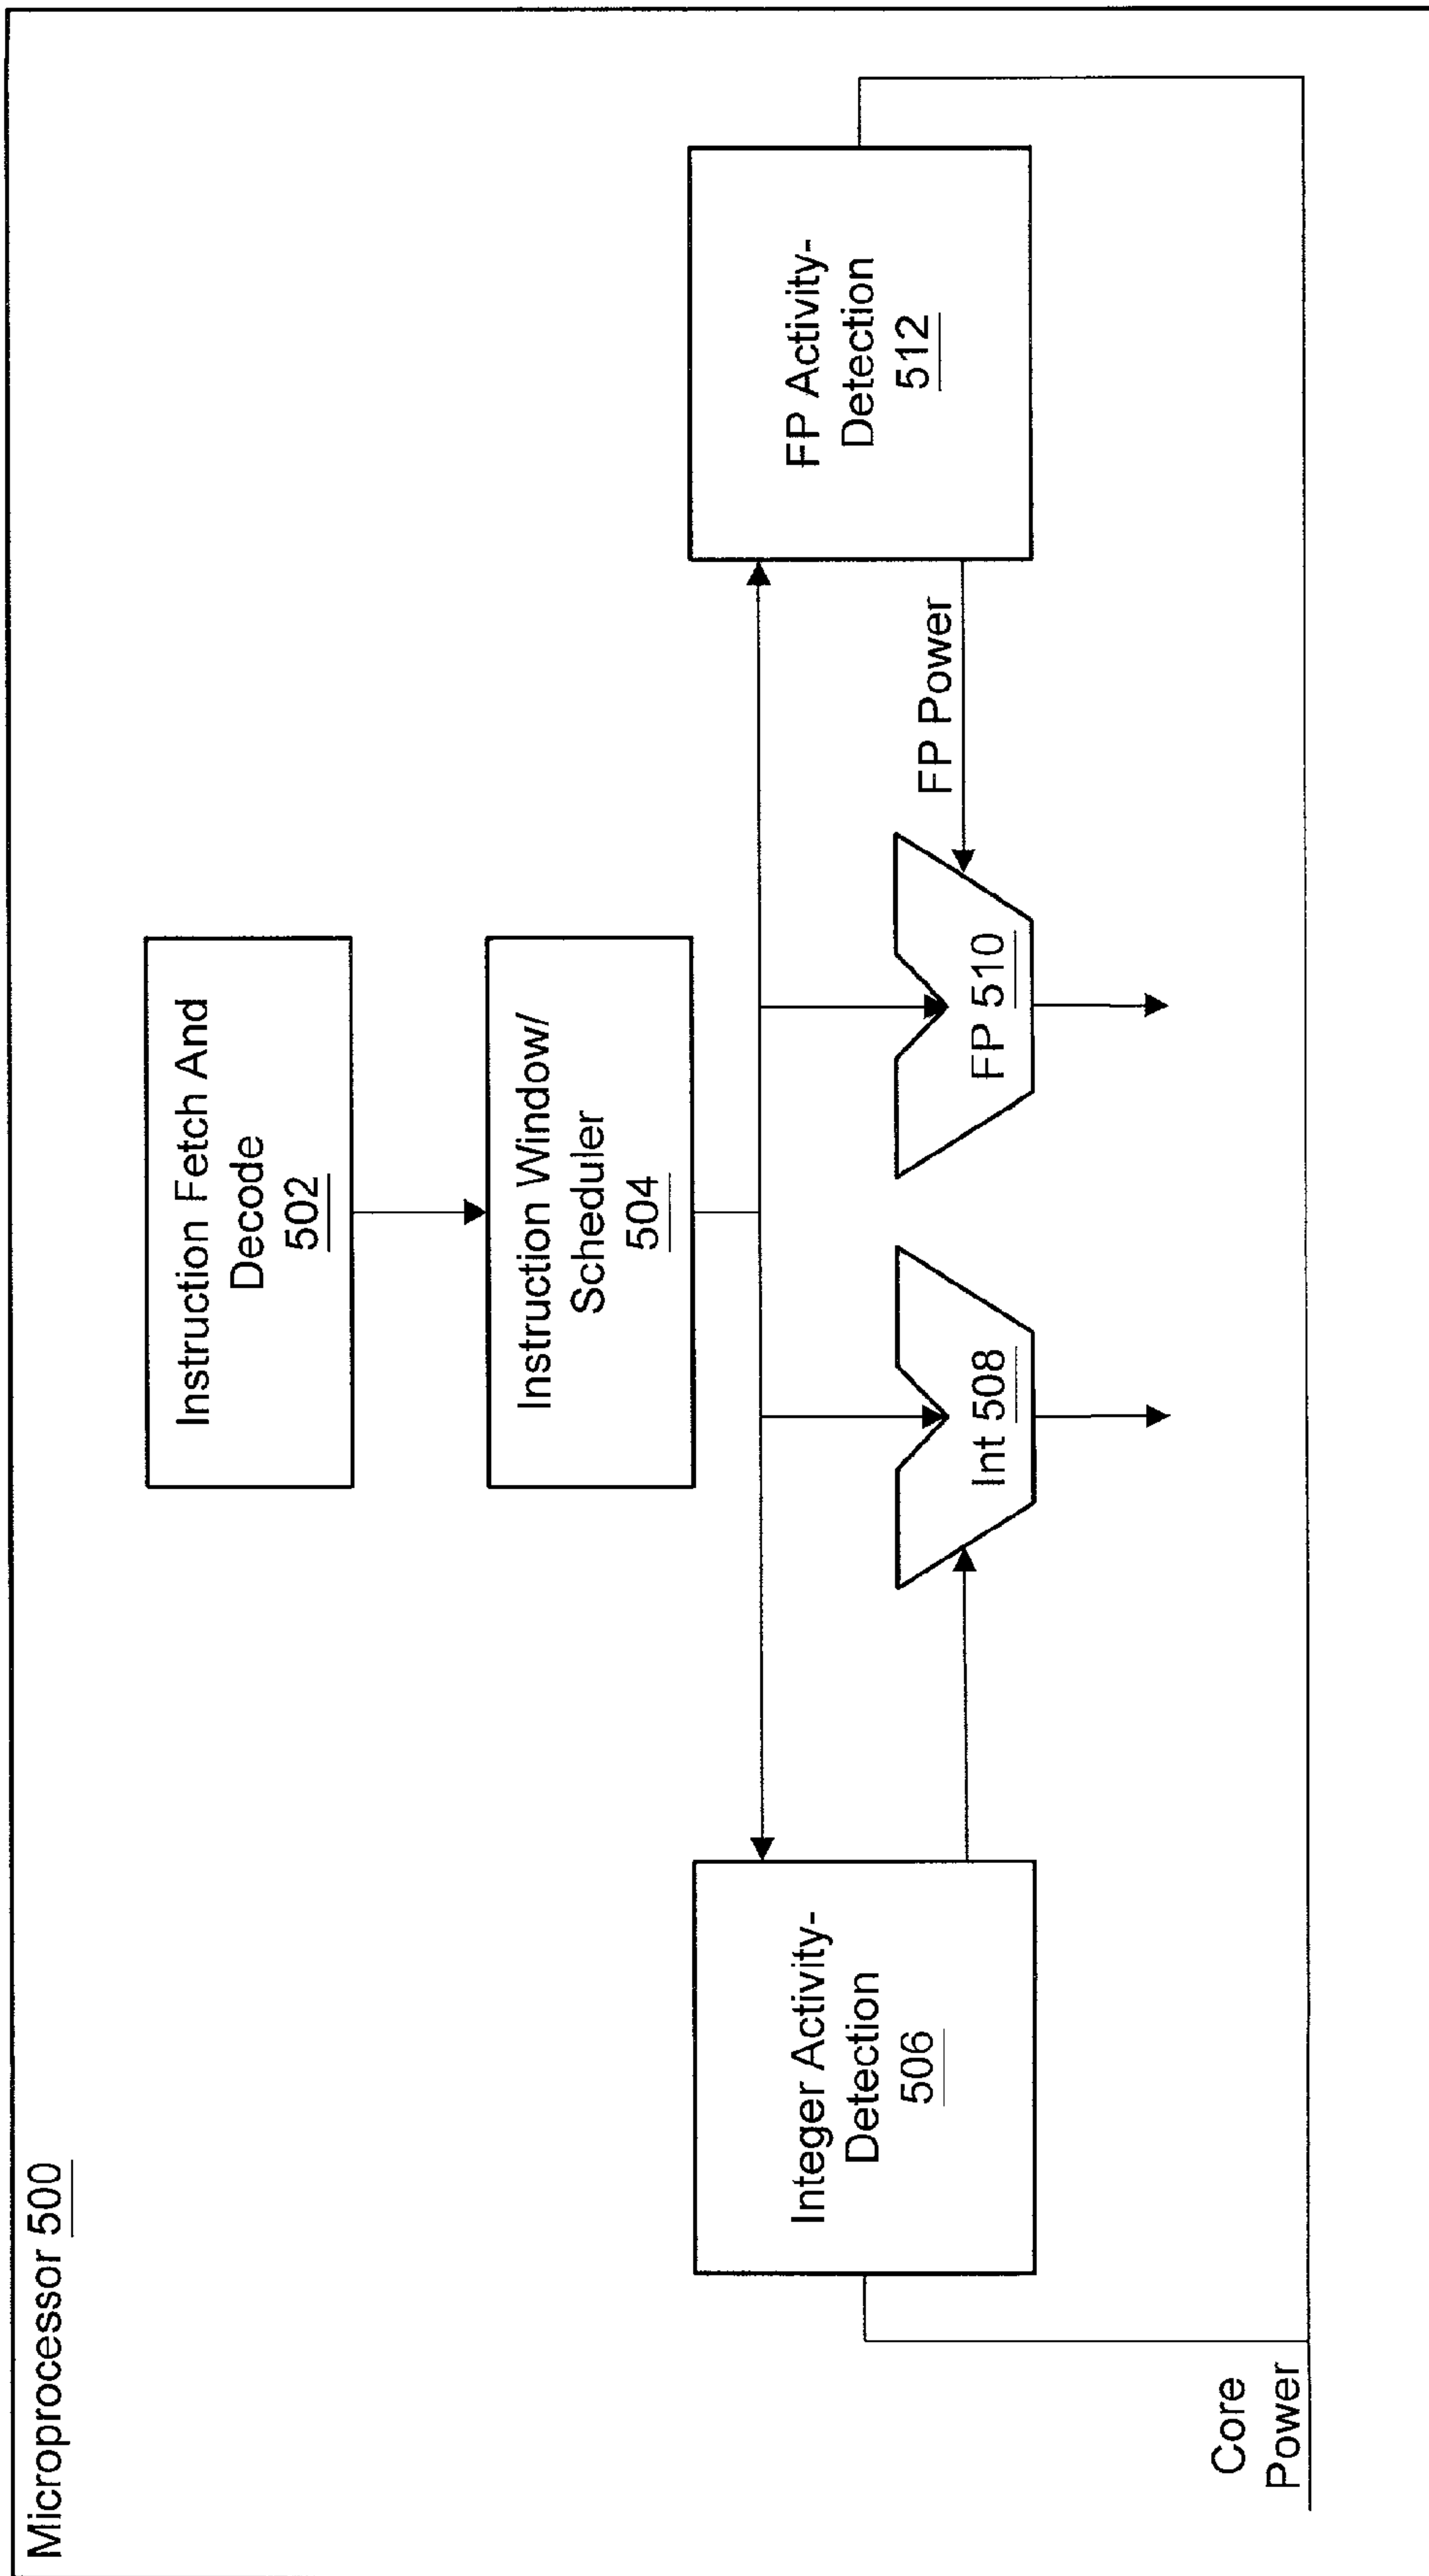 Microprocessor 500
Instruction Fetch And
Decode
502
Instruction Window/
Scheduler
504
Integer Activity-
Detection
506
Int 508
FP 510
FP Power
FP Activity-
Detection
512
Core
Power